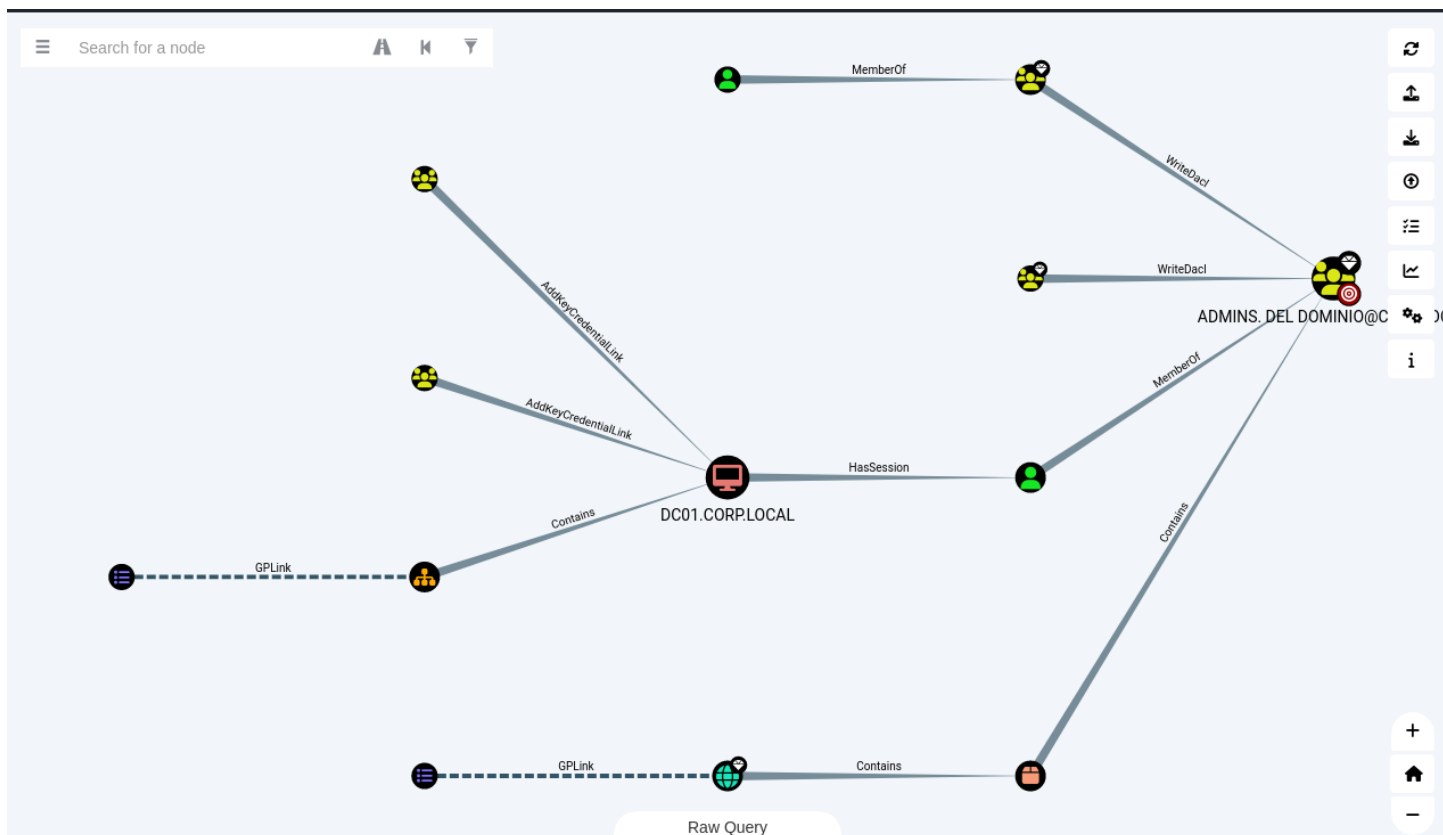 Search for a node
MemberOf
WriteDacl
AddKeyCredentialLink
WriteDacl
ADMINS. DEL DOMINIO@C
MemberOf
AddKeyCredentialLink
HasSession
DC01.CORP.LOCAL
Contains
Contains
GPLink
GPLink
Contains
Raw Query